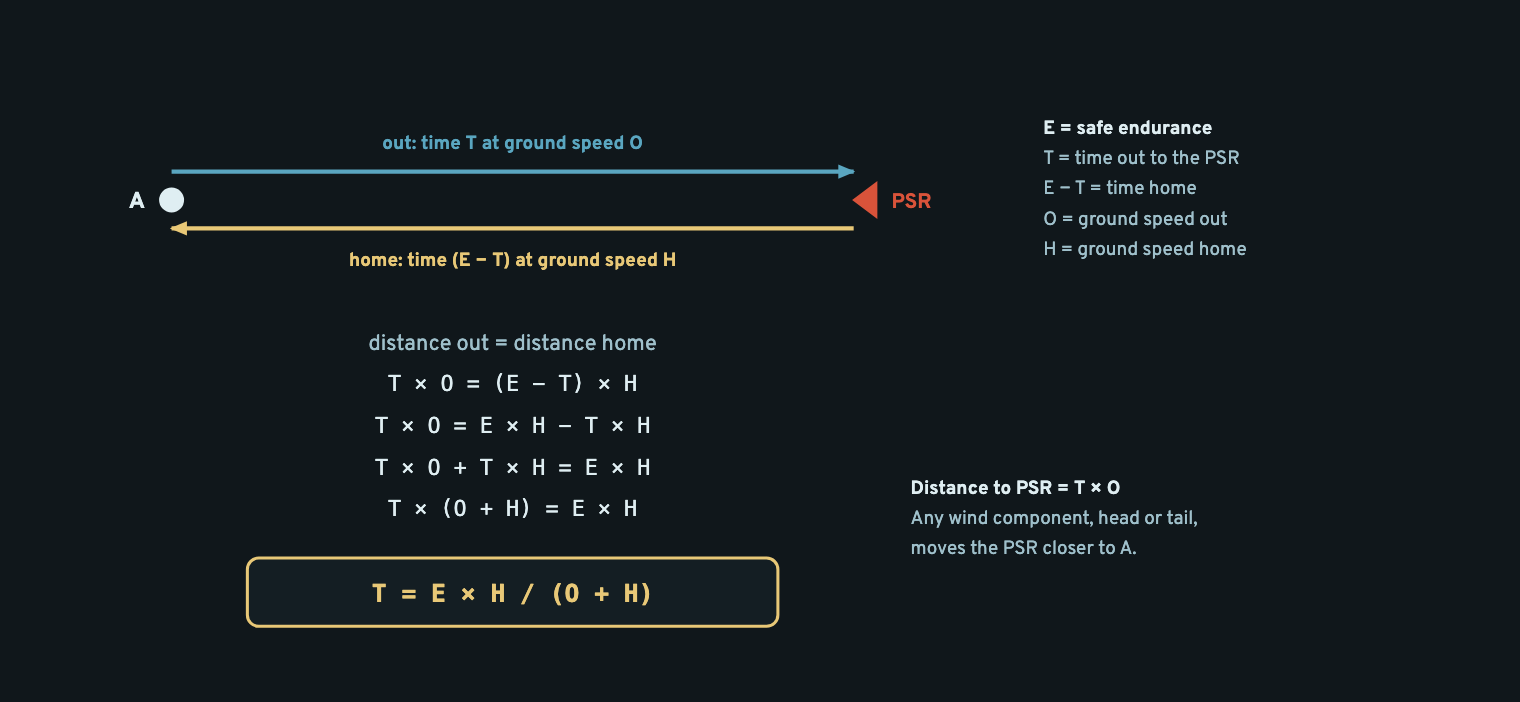 out: time T at ground speed O
A
PSR
home: time (E – T) at ground speed H
E = safe endurance
T = time out to the PSR
E – T = time home
O = ground speed out
H = ground speed home
distance out = distance home
T × O = (E – T) × H
T × O = E × H – T × H
T × O + T × H = E × H
T × (O + H) = E × H
T = E × H / (O + H)
Distance to PSR = T × O
Any wind component, head or tail,
moves the PSR closer to A.